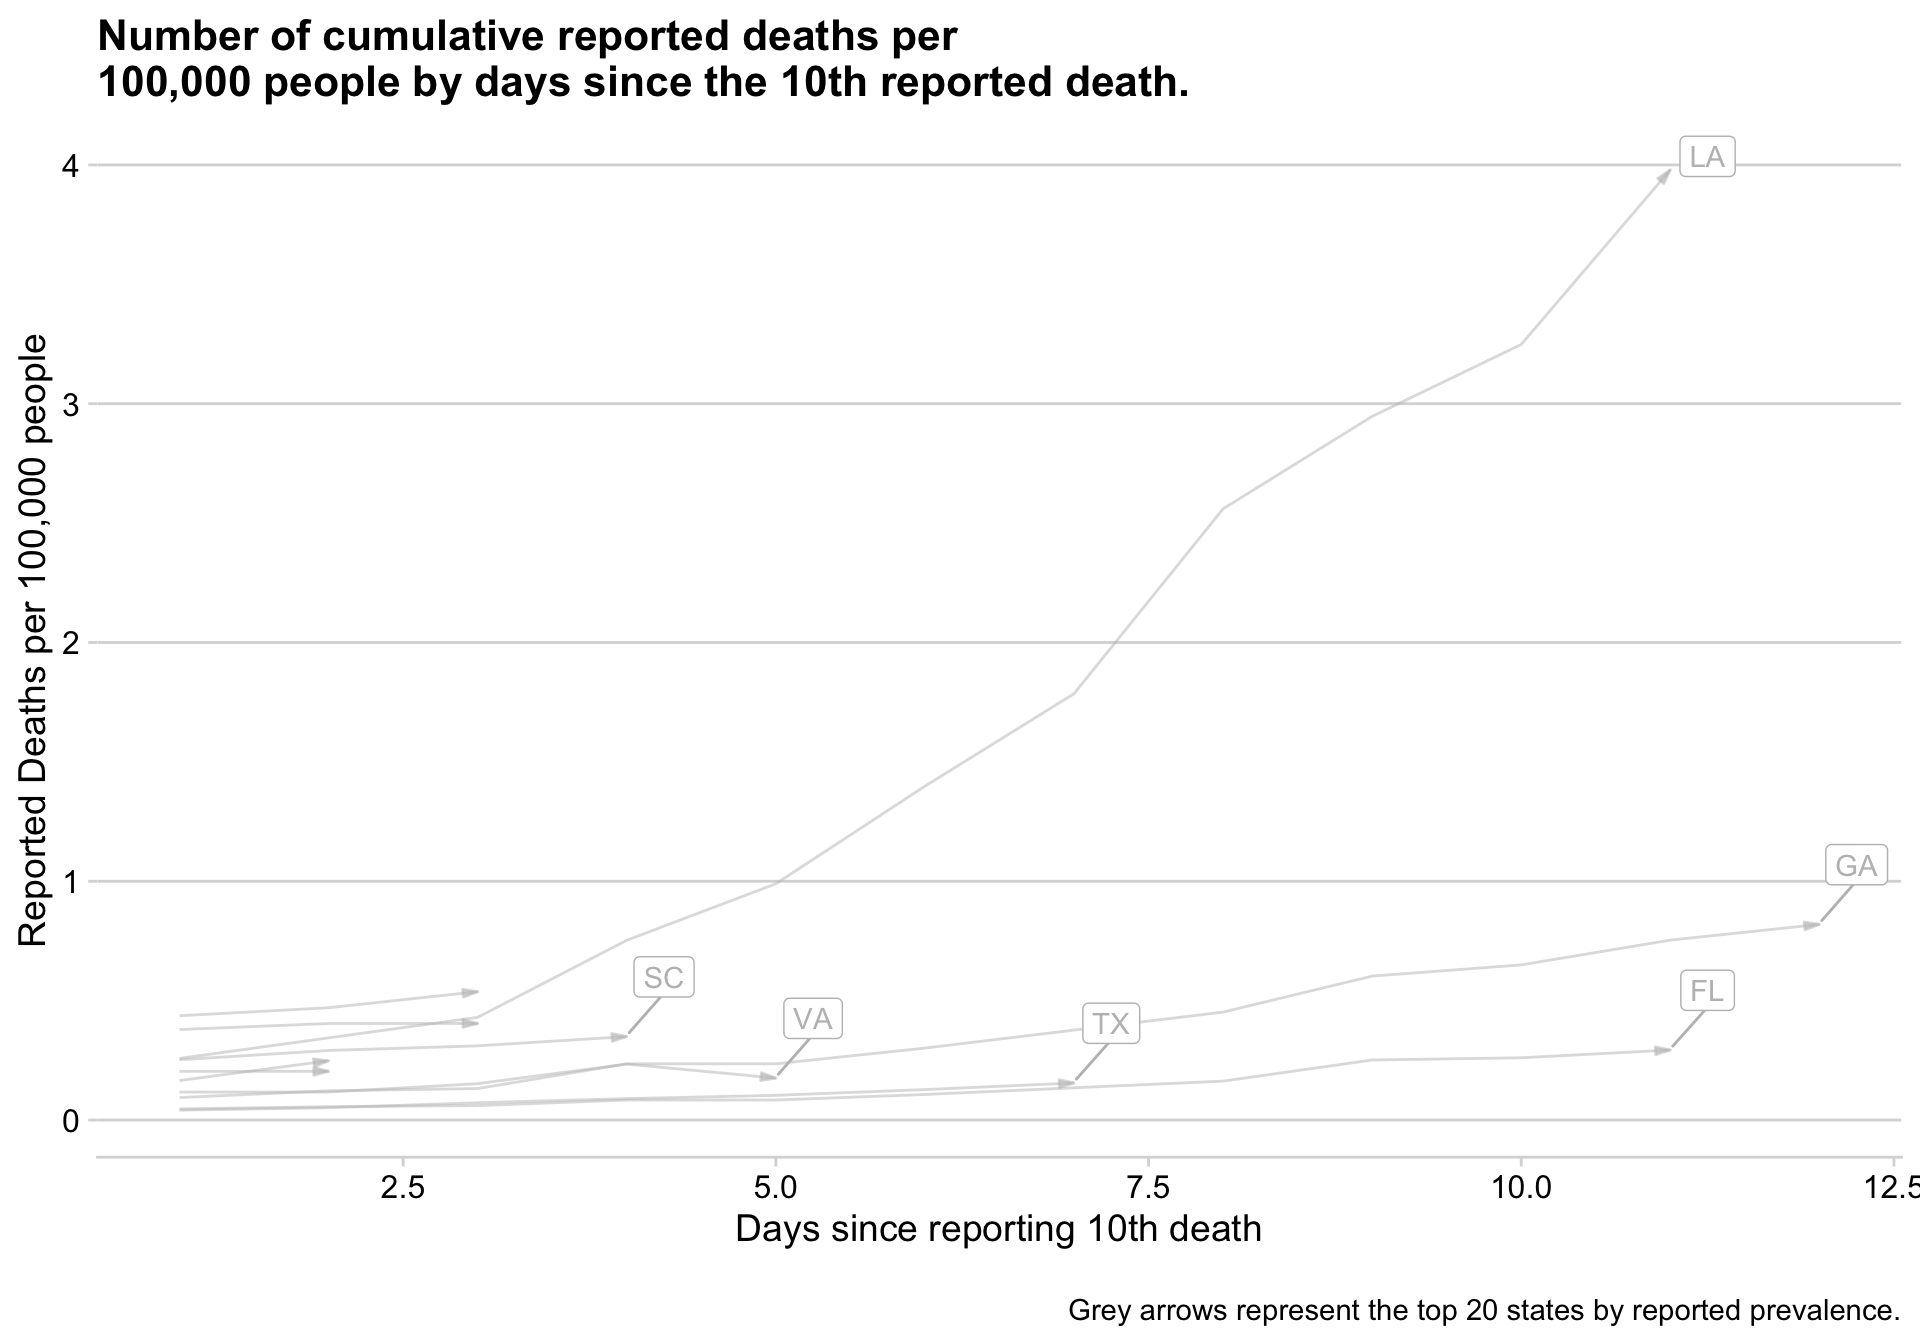 Number of cumulative reported deaths per
100,000 people by days since the 10th reported death.
Reported Deaths per 100,000 people
4
3
2
1
0
LA
GA
SC
FL
VA
TX
2.5
5.0
7.5
10.0
12.5
Days since reporting 10th death
Grey arrows represent the top 20 states by reported prevalence.